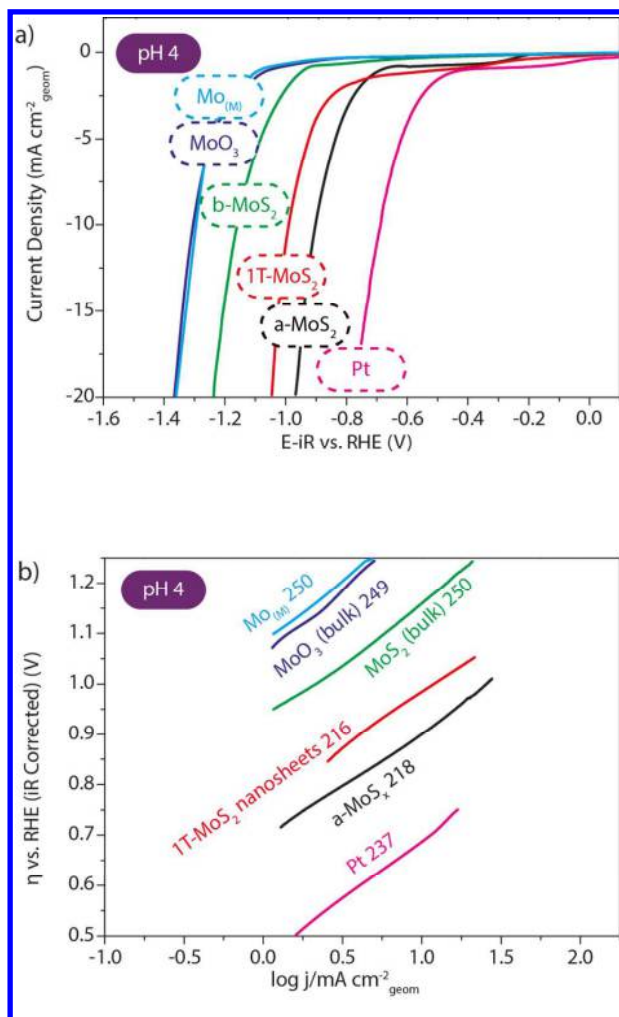 a)
pH 4
0
-5
-10
-15
-20
Current Density (mA cm⁻²geom)
Mo(M)
MoO₃
b-MoS₂
1T-MoS₂
a-MoS₂
Pt
-1.6 -1.4 -1.2 -1.0 -0.8 -0.6 -0.4 -0.2 0.0
E-iR vs. RHE (V)
b)
pH 4
1.2
1.1
1.0
0.9
0.8
0.7
0.6
0.5
η vs. RHE (iR Corrected) (V)
Mo(M) 250
MoO₃ (bulk) 249
MoS₂ (bulk) 250
1T-MoS₂ nanosheets 216
a-MoSₓ 218
Pt 237
-1.0 -0.5 0.0 0.5 1.0 1.5 2.0
log j/mA cm⁻²geom